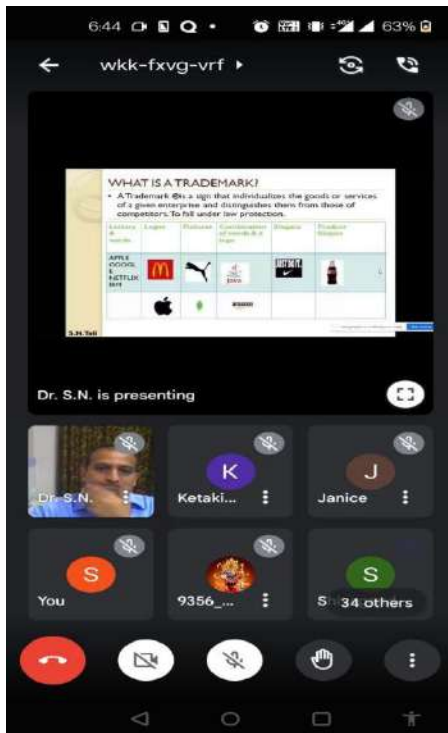 6:44
63%
wkk-fxvg-vrf
WHAT IS A TRADEMARK?
• A Trademark ®is a sign that individualizes the goods or services
of a given enterprise and distinguishes them from those of
competitors. To fall under law protection.
Letters & words
Logos
Pictures
Combination of words & a logo
Slogans
Product Shapes
APPLE
GOOGL
E
NETFLIX
IBM
JUST DO IT.
amazon
S.N.Teli
Dr. S.N. is presenting
Dr. S.N.
K
Ketaki...
J
Janice
S
You
9356_...
S
34 others